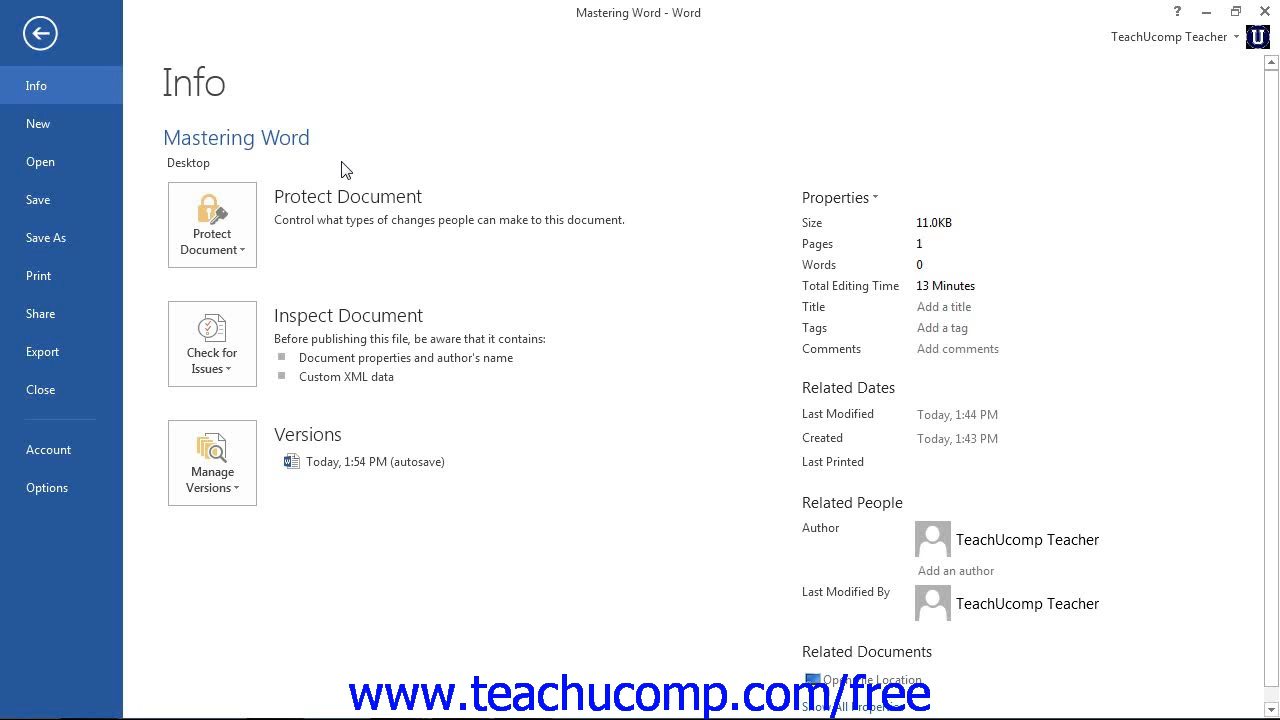 Mastering Word - Word
?
TeachUcomp Teacher
U
Info
New
Open
Save
Save As
Print
Share
Export
Close
Account
Options
Info
Mastering Word
Desktop
Protect
Document
Protect Document
Control what types of changes people can make to this document.
Check for
Issues
Inspect Document
Before publishing this file, be aware that it contains:
Document properties and author's name
Custom XML data
Manage
Versions
Versions
Today, 1:54 PM (autosave)
Properties
Size 11.0KB
Pages 1
Words 0
Total Editing Time 13 Minutes
Title Add a title
Tags Add a tag
Comments Add comments
Related Dates
Last Modified Today, 1:44 PM
Created Today, 1:43 PM
Last Printed
Related People
Author TeachUcomp Teacher
Add an author
Last Modified By TeachUcomp Teacher
Related Documents
Open File Location
Show All Properties
www.teachucomp.com/free